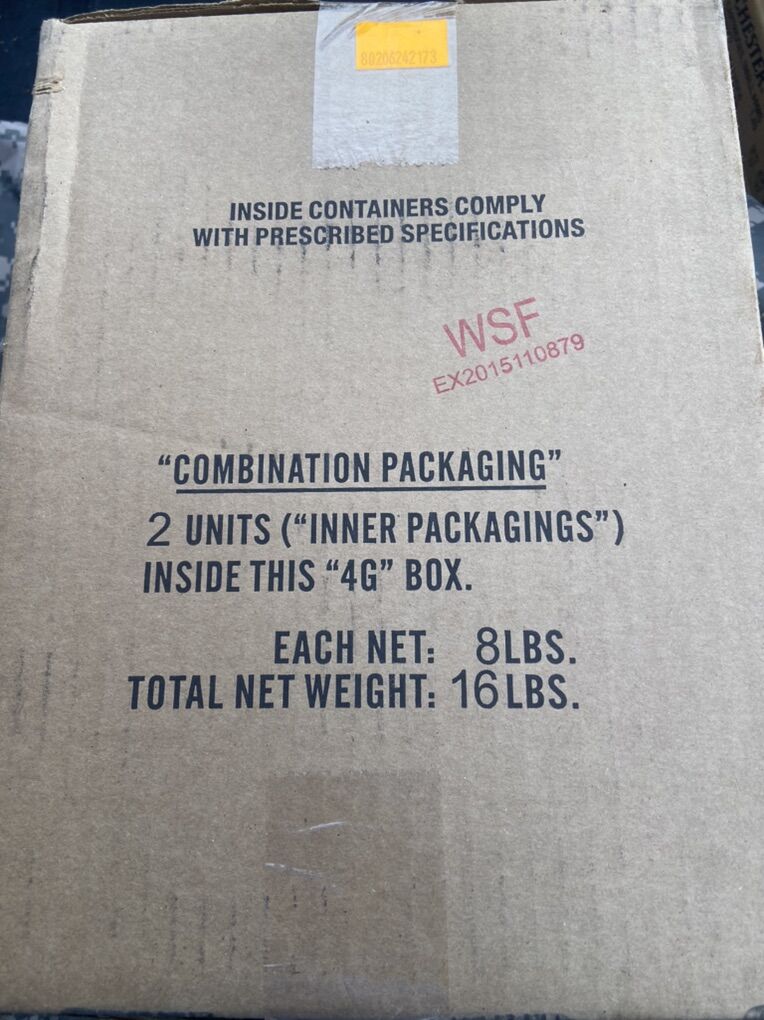 80206242173
INSIDE CONTAINERS COMPLY
WITH PRESCRIBED SPECIFICATIONS
WSF
EX2015110879
“COMBINATION PACKAGING”
2 UNITS (“INNER PACKAGINGS”)
INSIDE THIS “4G” BOX.
EACH NET: 8LBS.
TOTAL NET WEIGHT: 16LBS.